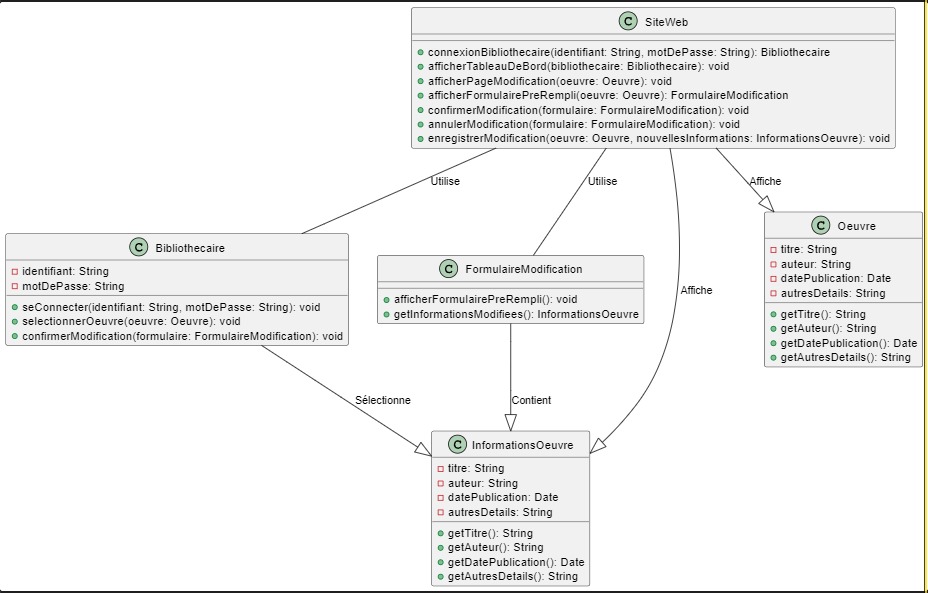 C SiteWeb
connexionBibliothecaire(identifiant: String, motDePasse: String): Bibliothecaire
afficherTableauDeBord(bibliothecaire: Bibliothecaire): void
afficherPageModification(oeuvre: Oeuvre): void
afficherFormulairePreRempli(oeuvre: Oeuvre): FormulaireModification
confirmerModification(formulaire: FormulaireModification): void
annulerModification(formulaire: FormulaireModification): void
enregistrerModification(oeuvre: Oeuvre, nouvellesInformations: InformationsOeuvre): void
Utilise
Utilise
Affiche
Affiche
C Bibliothecaire
identifiant: String
motDePasse: String
seConnecter(identifiant: String, motDePasse: String): void
selectionnerOeuvre(oeuvre: Oeuvre): void
confirmerModification(formulaire: FormulaireModification): void
C FormulaireModification
afficherFormulairePreRempli(): void
getInformationsModifiees(): InformationsOeuvre
C Oeuvre
titre: String
auteur: String
datePublication: Date
autresDetails: String
getTitre(): String
getAuteur(): String
getDatePublication(): Date
getAutresDetails(): String
Sélectionne
Contient
C InformationsOeuvre
titre: String
auteur: String
datePublication: Date
autresDetails: String
getTitre(): String
getAuteur(): String
getDatePublication(): Date
getAutresDetails(): String